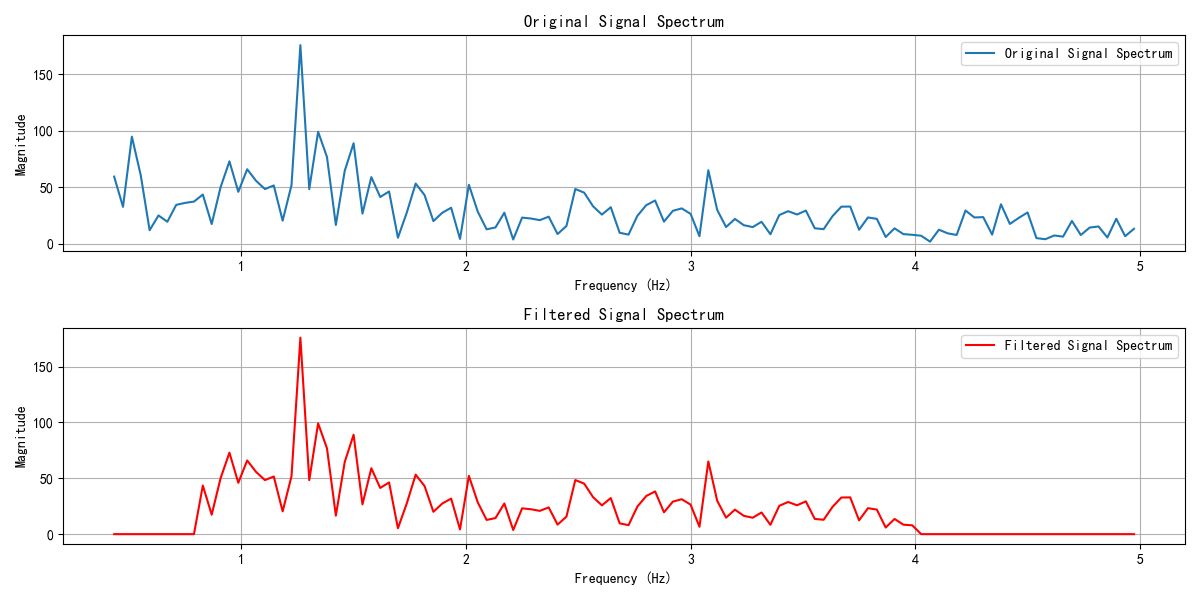 Original Signal Spectrum
Original Signal Spectrum
Magnitude
150
100
50
0
1 2 3 4 5
Frequency (Hz)
Filtered Signal Spectrum
Filtered Signal Spectrum
Magnitude
150
100
50
0
1 2 3 4 5
Frequency (Hz)